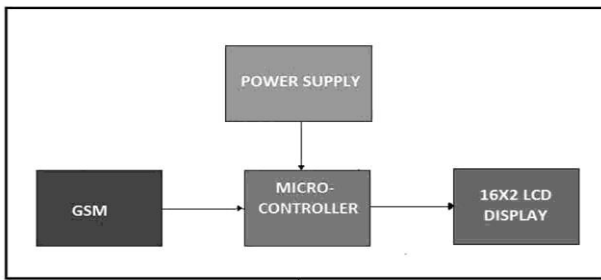 POWER SUPPLY
GSM
MICRO-
CONTROLLER
16X2 LCD
DISPLAY